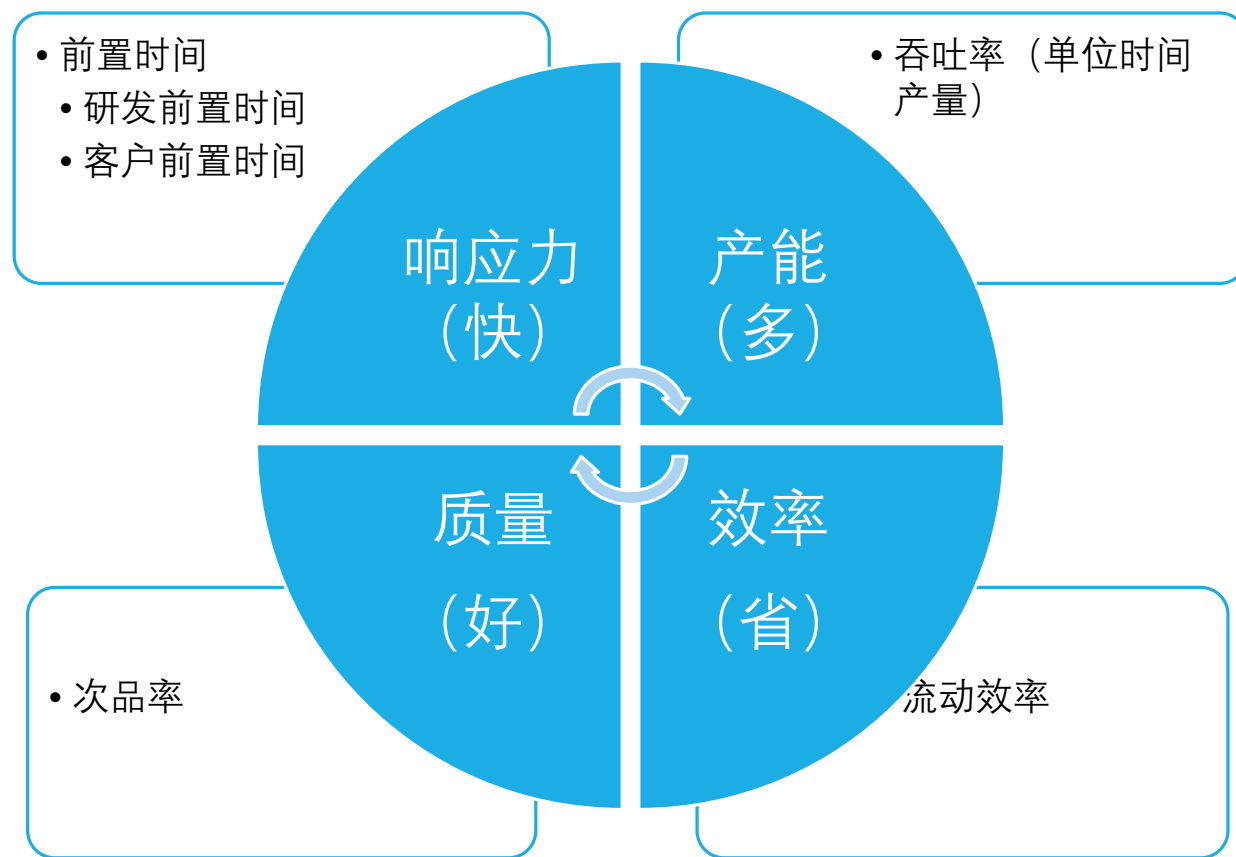 • 前置时间
• 研发前置时间
• 客户前置时间
• 吞吐率（单位时间
产量）
响应力
（快）
产能
（多）
质量
（好）
效率
（省）
• 次品率
流动效率